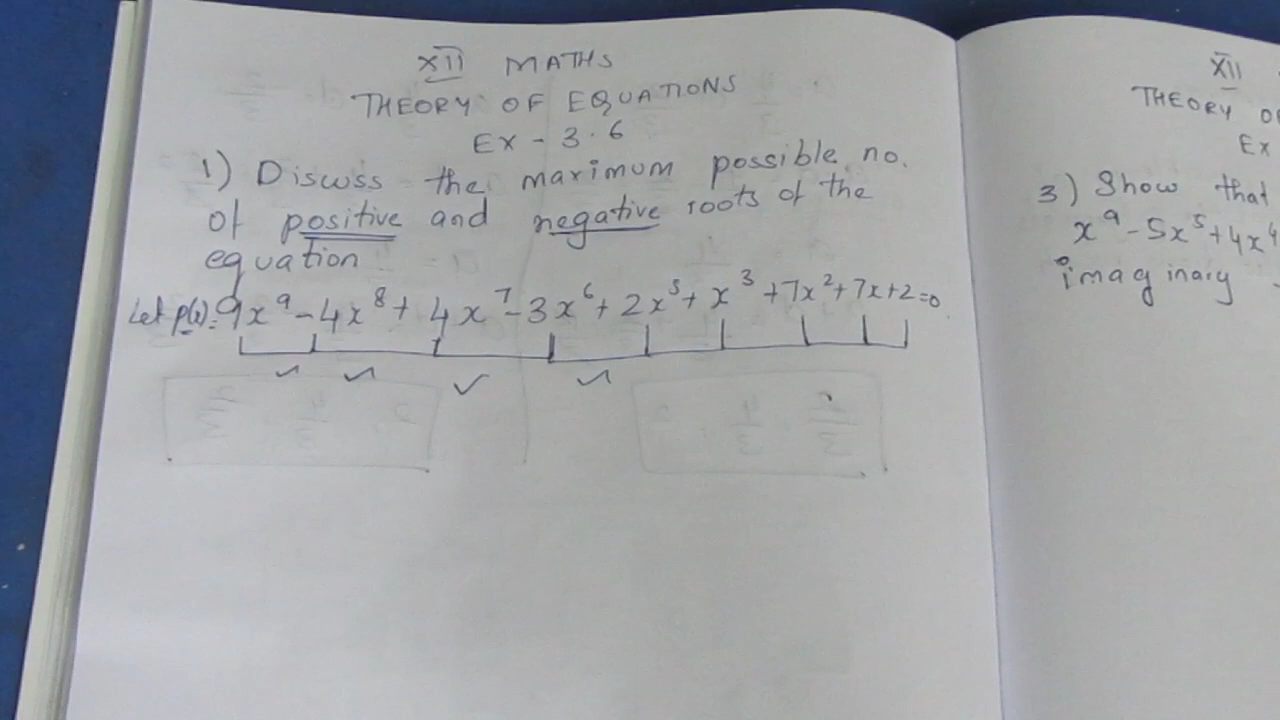 XII MATHS
THEORY OF EQUATIONS
EX - 3.6
1) Discuss the maximum possible no.
of positive and negative roots of the
equation
Let p(x)= 9x⁹ - 4x⁸ + 4x⁷ - 3x⁶ + 2x⁵ + x³ + 7x² + 7x + 2 = 0
XII
THEORY OF
EX
3) Show that
x⁹ - 5x⁵ + 4x⁴
imaginary